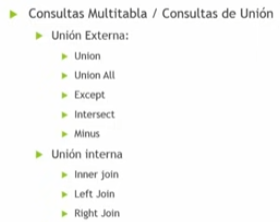 Consultas Multitabla / Consultas de Unión
Unión Externa:
Union
Union All
Except
Intersect
Minus
Unión interna
Inner join
Left Join
Right Join